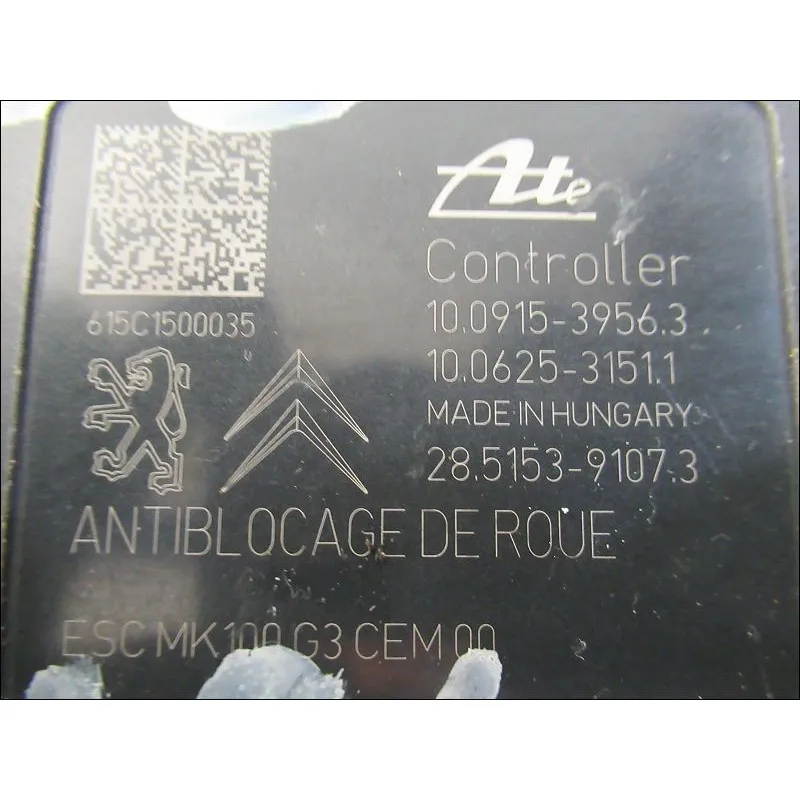 Ate
Controller
615C1500035
10.0915-3956.3
10.0625-3151.1
MADE IN HUNGARY
28.5153-9107.3
ANTIBLOCAGE DE ROUE
ESC MK100 G3 CEM 00